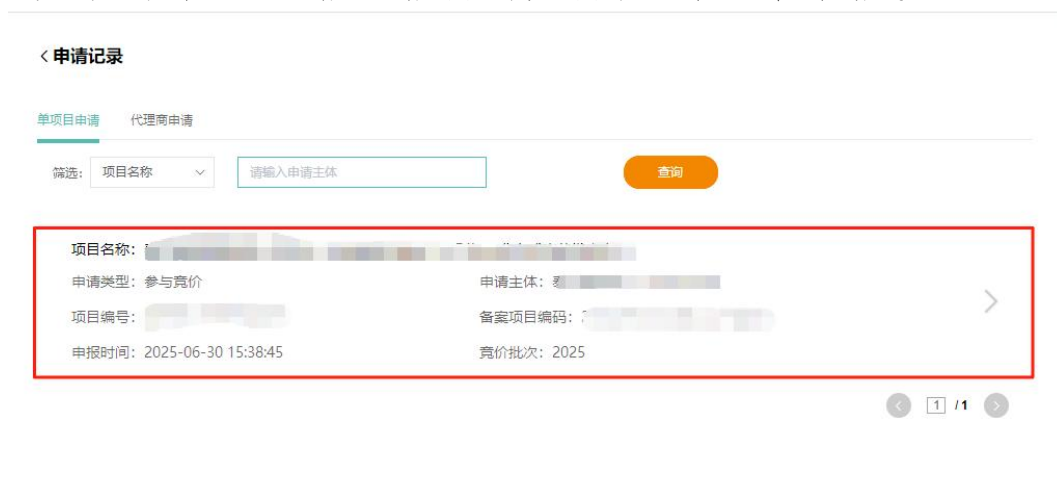 申请记录
单项目申请 代理商申请
筛选: 项目名称 请输入申请主体 查询
项目名称:
申请类型: 参与竞价 申请主体:
项目编号: 备案项目编码:
申报时间: 2025-06-30 15:38:45 竞价批次: 2025
1 /1